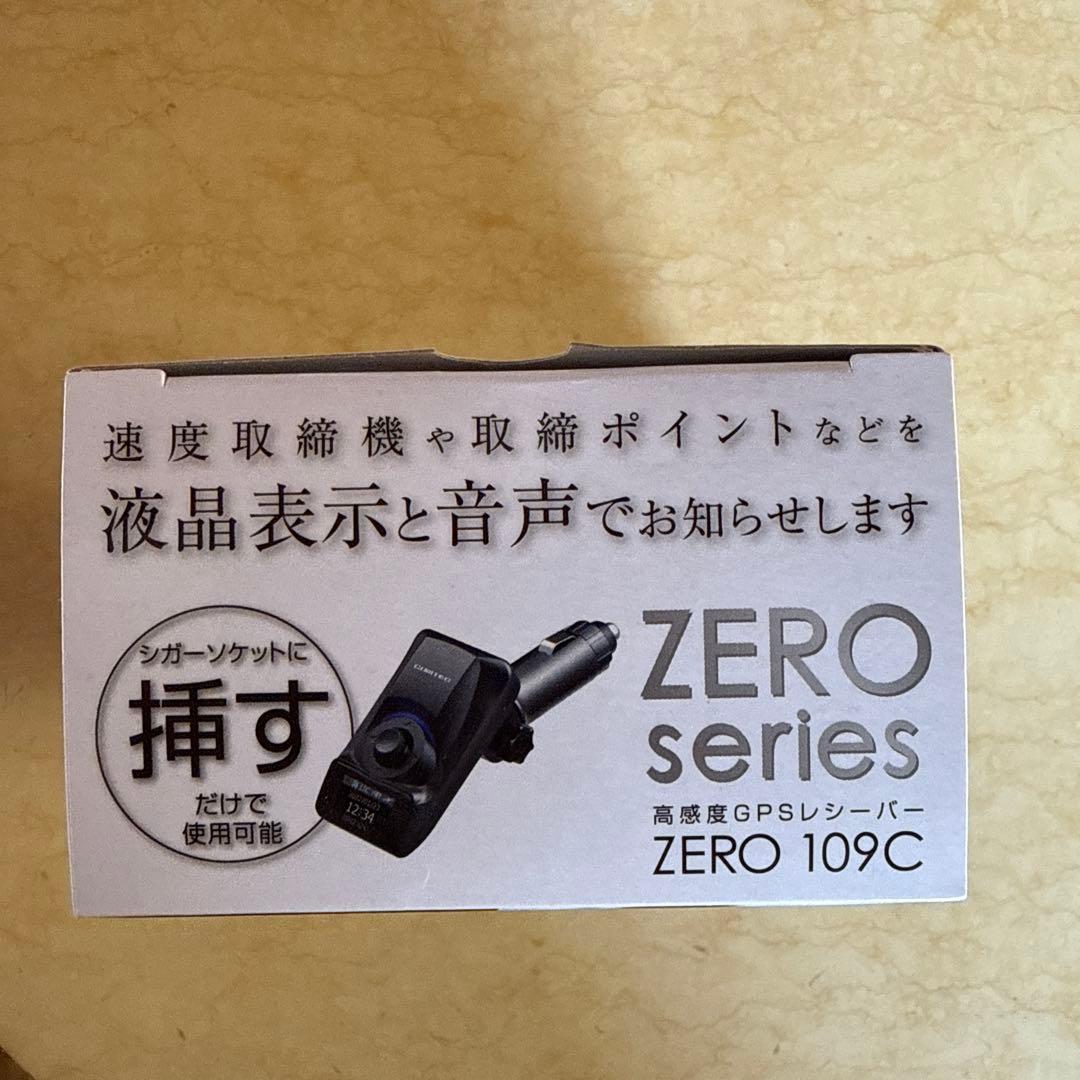 速度取締機や取締ポイントなどを
液晶表示と音声でお知らせします
シガーソケットに
挿す
だけで
使用可能
COMTEC
12:34
ZERO
series
高感度GPSレシーバー
ZERO 109C